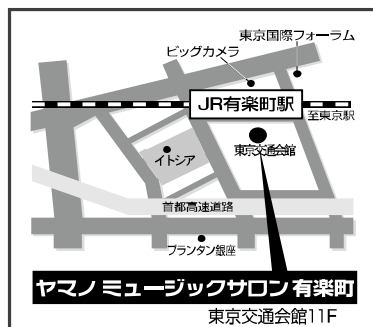 東京国際フォーラム
ビッグカメラ
JR有楽町駅
至東京駅
東京交通会館
イトシア
首都高速道路
プランタン銀座
ヤマノ ミュージックサロン 有楽町
東京交通会館11F